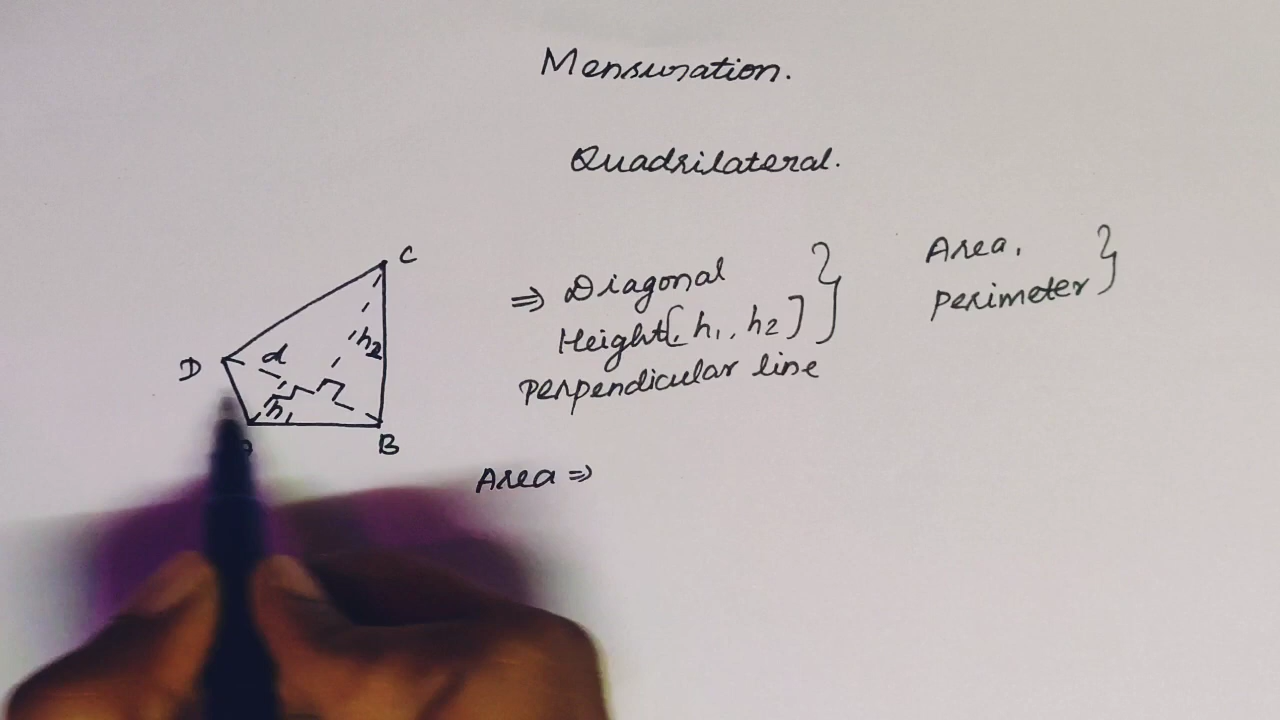 Mensuration.
Quadrilateral.
C
D
d
h2
h1
B
⇒ Diagonal
Height[h1, h2]
perpendicular line
Area,
perimeter
Area ⇒